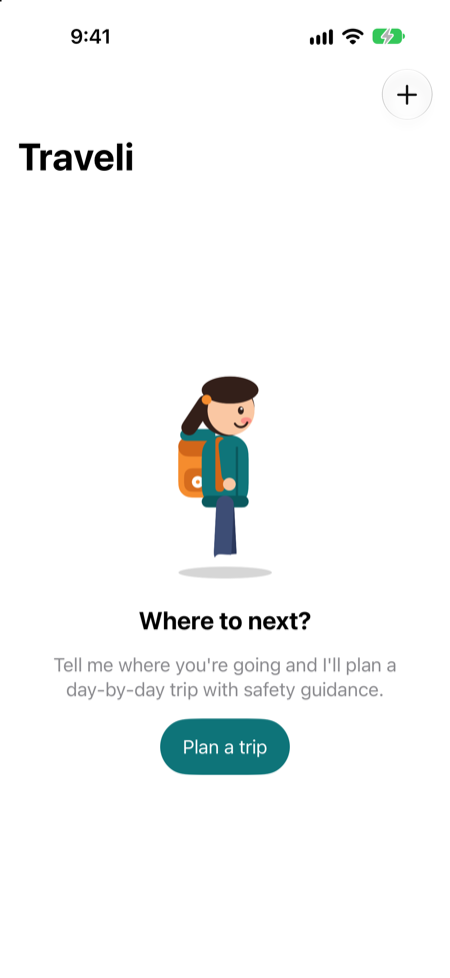 9:41
Traveli
Where to next?
Tell me where you're going and I'll plan a
day-by-day trip with safety guidance.
Plan a trip